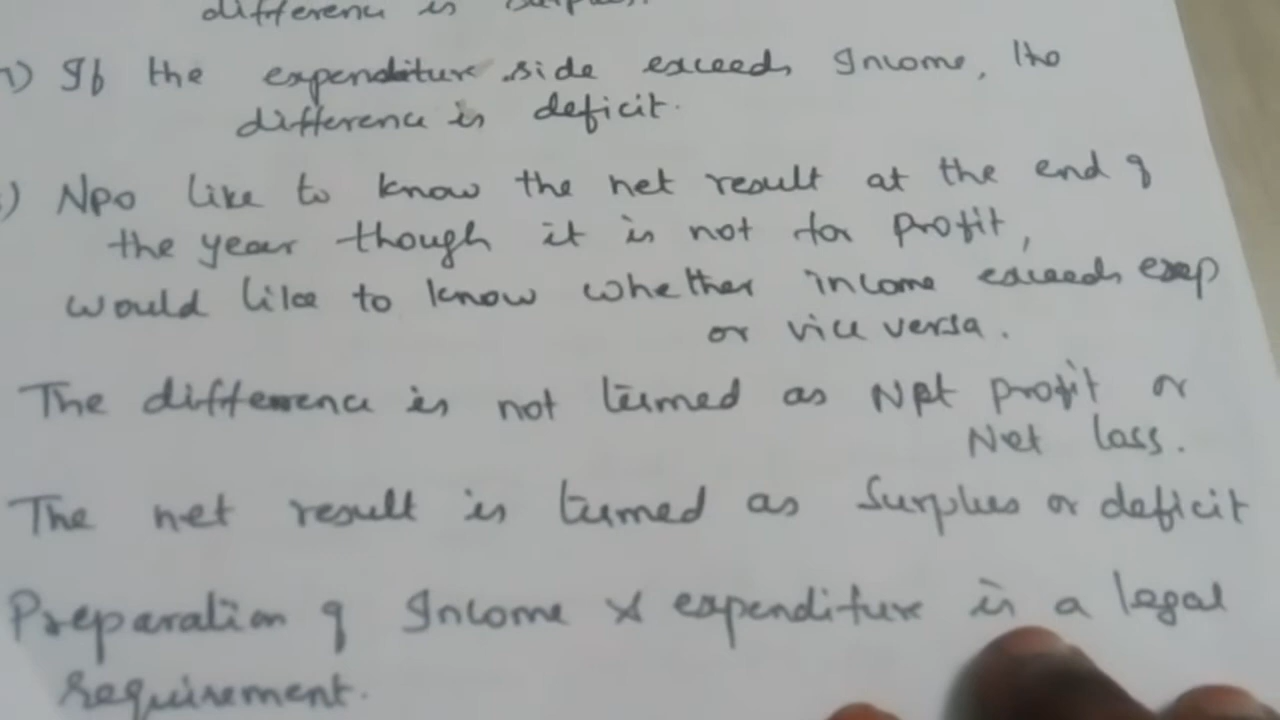 difference is surplus.
If the expenditure side exceeds Income, the
difference is deficit.
) Npo like to know the net result at the end of
the year though it is not for profit,
would like to know whether income exceeds exep
or vice versa.
The difference is not termed as Npt profit or
Net loss.
The net result is termed as Surplus or deficit
Preparation of Income & expenditure is a legal
requirement.